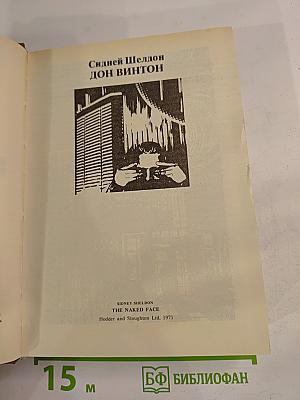 Сидней Шелдон
ДОН ВИНТОН
SIDNEY SHELDON
THE NAKED FACE
Hodder and Stoughton Ltd, 1971
15 м
БФ БИБЛИОФАН